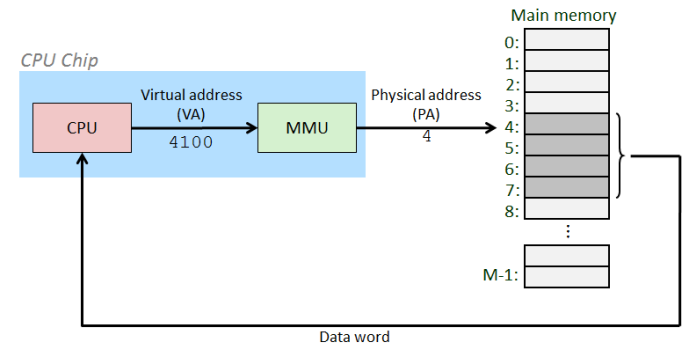 Main memory
CPU Chip
Virtual address
(VA)
4100
Physical address
(PA)
4
CPU
MMU
0:
1:
2:
3:
4:
5:
6:
7:
8:
⋮
M-1:
Data word